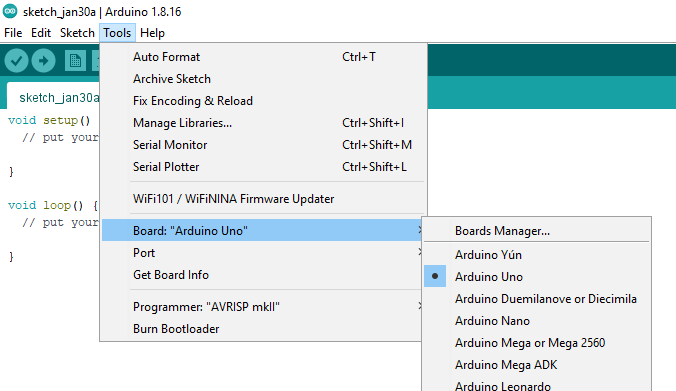 sketch_jan30a | Arduino 1.8.16
File Edit Sketch Tools Help
Auto Format Ctrl+T
sketch_jan30a
Archive Sketch
Fix Encoding & Reload
void setup()
Manage Libraries... Ctrl+Shift+I
// put your
Serial Monitor Ctrl+Shift+M
}
Serial Plotter Ctrl+Shift+L
WiFi101 / WiFiNINA Firmware Updater
void loop() {
// put your
Board: "Arduino Uno"
}
Port
Get Board Info
Programmer: "AVRISP mkII"
Burn Bootloader
Boards Manager...
Arduino Yún
Arduino Uno
Arduino Duemilanove or Diecimila
Arduino Nano
Arduino Mega or Mega 2560
Arduino Mega ADK
Arduino Leonardo